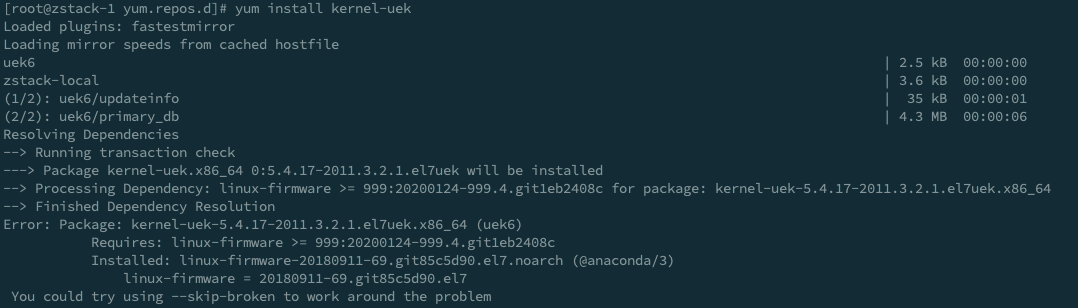 [root@zstack-1 yum.repos.d]# yum install kernel-uek
Loaded plugins: fastestmirror
Loading mirror speeds from cached hostfile
uek6 | 2.5 kB 00:00:00
zstack-local | 3.6 kB 00:00:00
(1/2): uek6/updateinfo | 35 kB 00:00:01
(2/2): uek6/primary_db | 4.3 MB 00:00:06
Resolving Dependencies
--> Running transaction check
---> Package kernel-uek.x86_64 0:5.4.17-2011.3.2.1.el7uek will be installed
--> Processing Dependency: linux-firmware >= 999:20200124-999.4.git1eb2408c for package: kernel-uek-5.4.17-2011.3.2.1.el7uek.x86_64
--> Finished Dependency Resolution
Error: Package: kernel-uek-5.4.17-2011.3.2.1.el7uek.x86_64 (uek6)
Requires: linux-firmware >= 999:20200124-999.4.git1eb2408c
Installed: linux-firmware-20180911-69.git85c5d90.el7.noarch (@anaconda/3)
linux-firmware = 20180911-69.git85c5d90.el7
You could try using --skip-broken to work around the problem